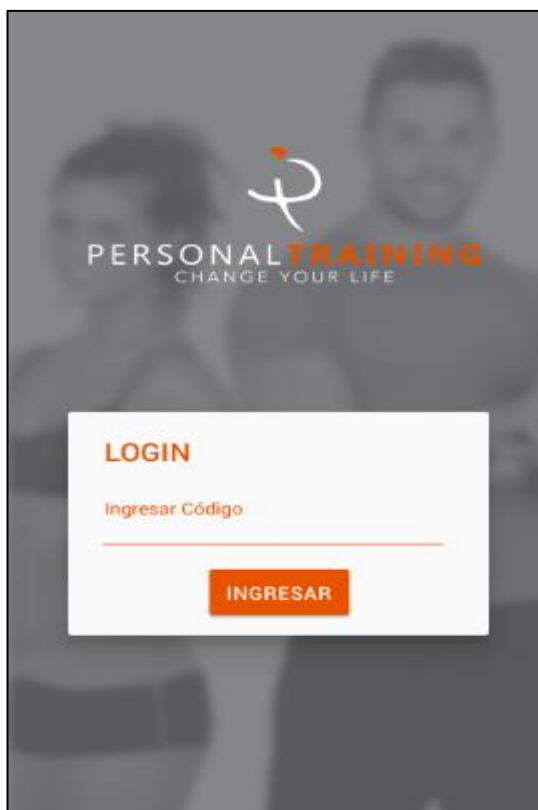 PERSONALTRAINING
CHANGE YOUR LIFE
LOGIN
Ingresar Código
INGRESAR